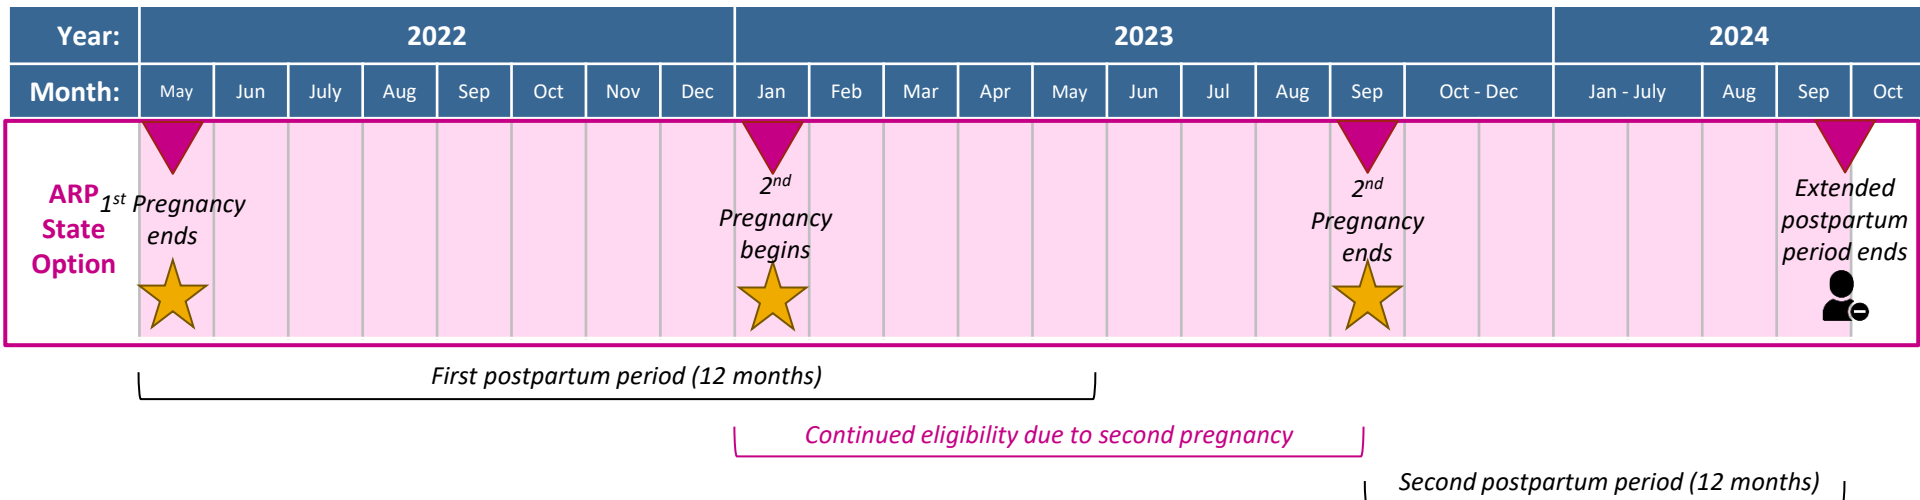 Year: 2022 2023 2024
Month: May Jun July Aug Sep Oct Nov Dec Jan Feb Mar Apr May Jun Jul Aug Sep Oct - Dec Jan - July Aug Sep Oct
ARP
State
Option
1st Pregnancy
ends
2nd
Pregnancy
begins
2nd
Pregnancy
ends
Extended
postpartum
period ends
First postpartum period (12 months)
Continued eligibility due to second pregnancy
Second postpartum period (12 months)